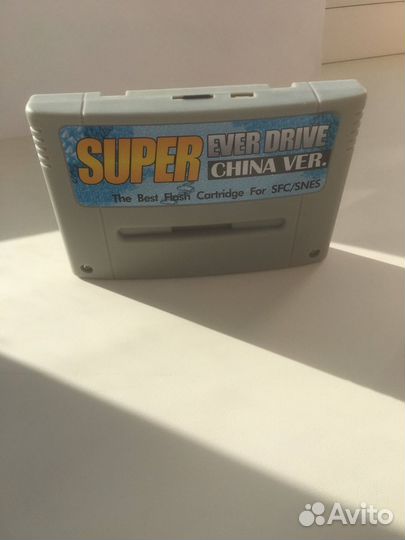 SUPER EVER DRIVE
CHINA VER.
The Best Flash Cartridge For SFC/SNES
Avito